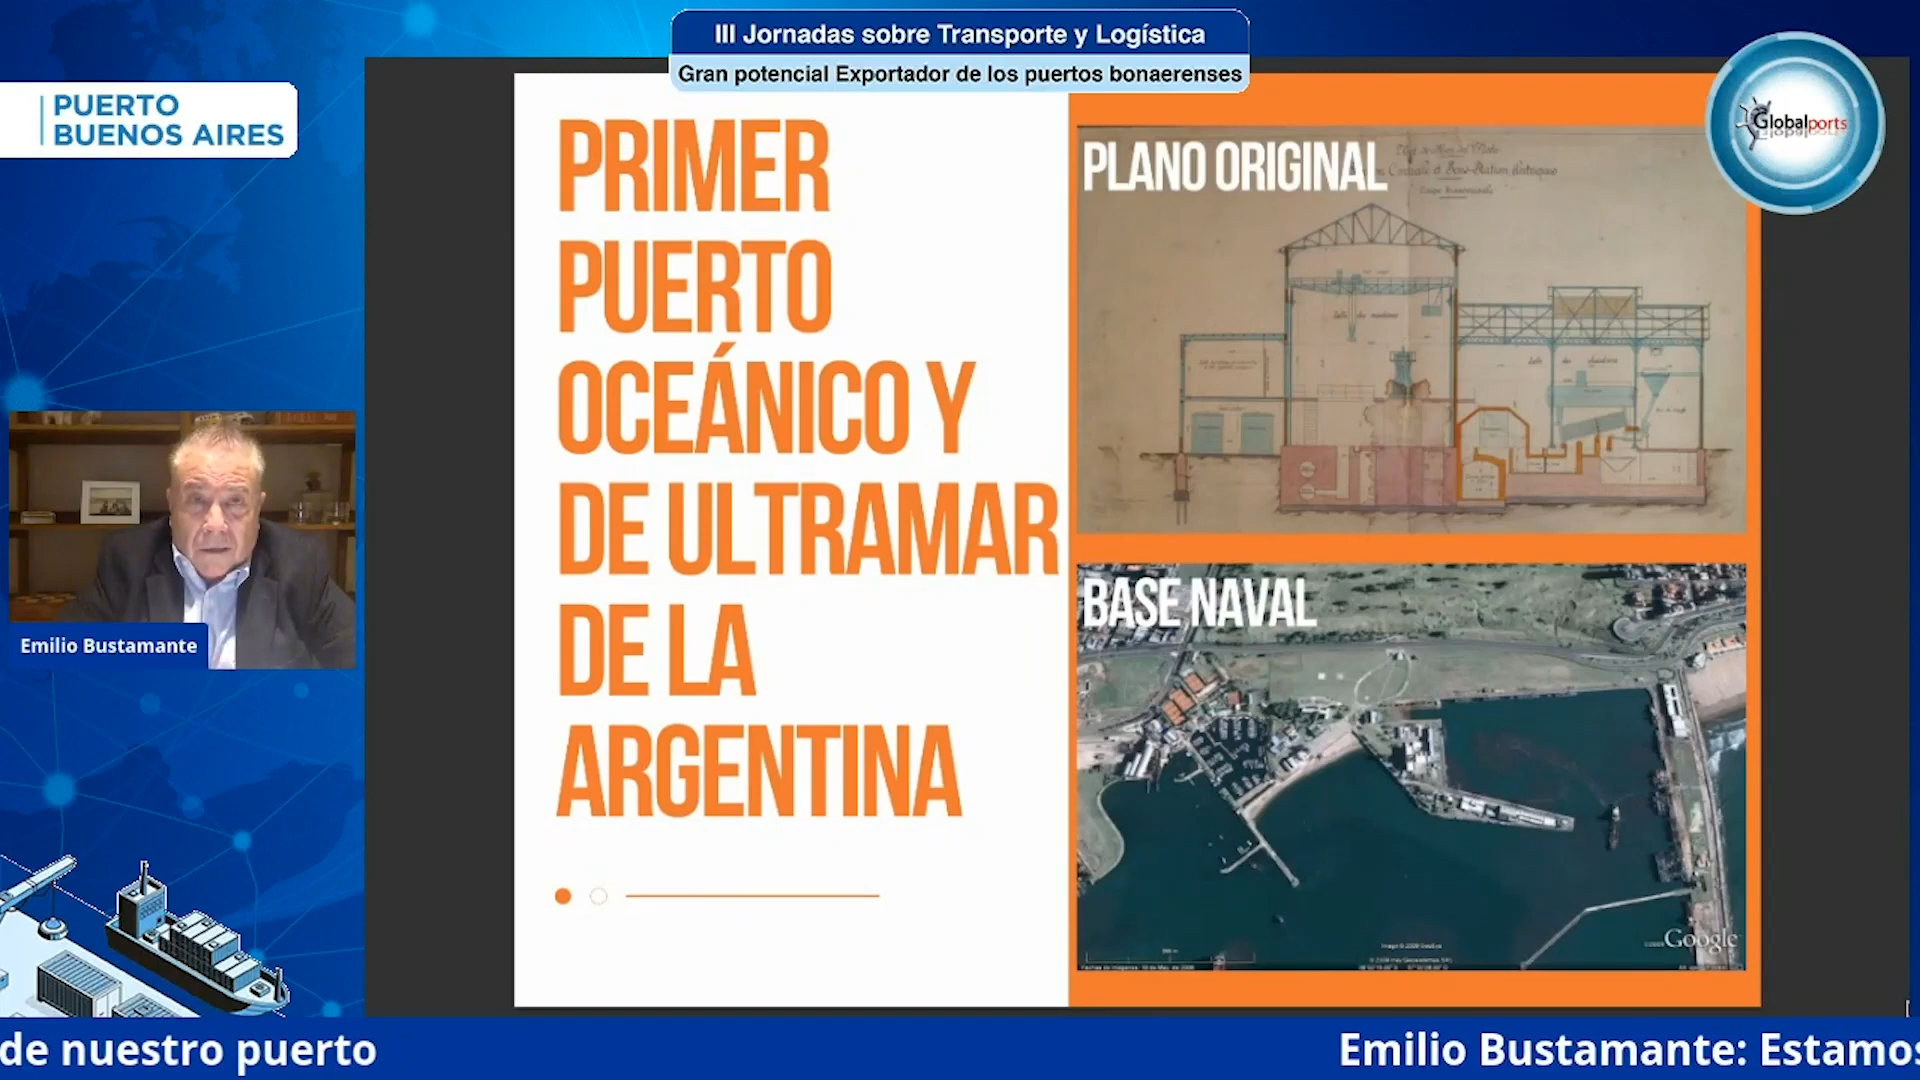 III Jornadas sobre Transporte y Logística
Gran potencial Exportador de los puertos bonaerenses
PUERTO
BUENOS AIRES
Globalports
PRIMER
PUERTO
OCEÁNICO Y
DE ULTRAMAR
DE LA
ARGENTINA
PLANO ORIGINAL
BASE NAVAL
Google
Emilio Bustamante
de nuestro puerto
Emilio Bustamante: Estamos